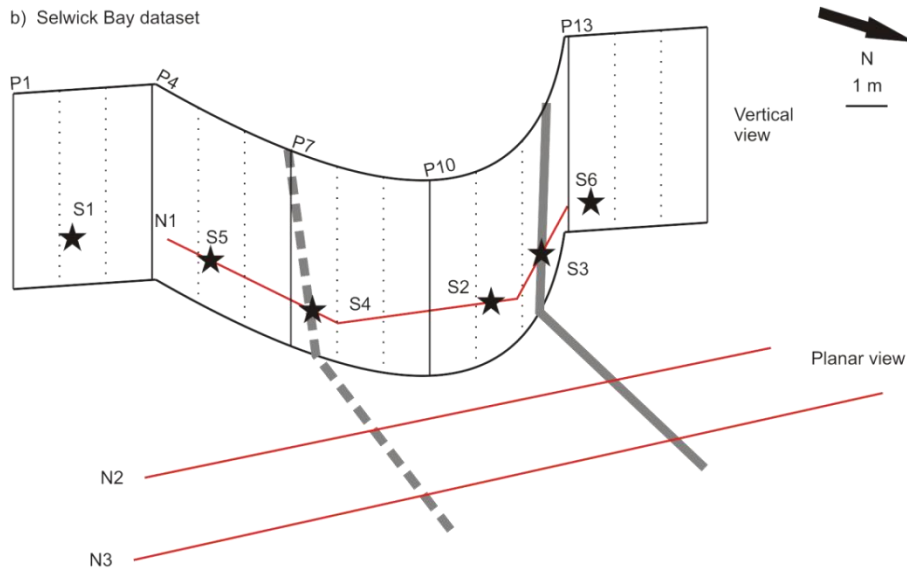 b) Selwick Bay dataset
P13
N
1 m
P1
P4
Vertical
view
P7
P10
S6
S1
N1
S5
S2
S3
S4
Planar view
N2
N3